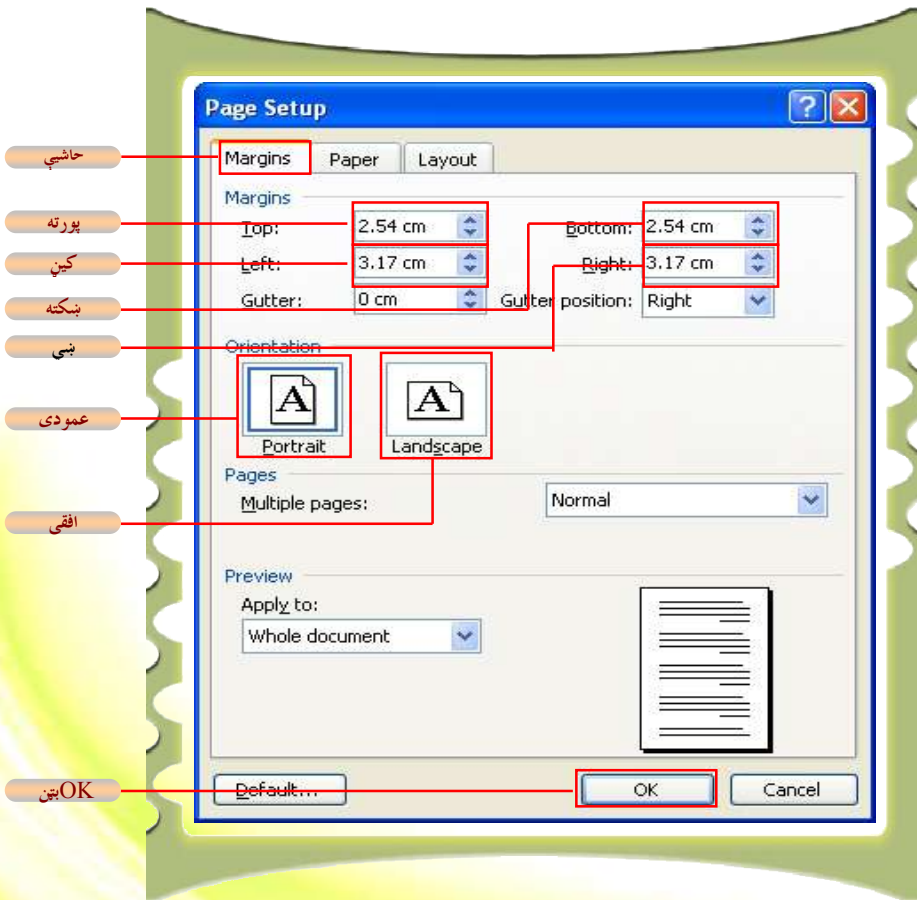 Page Setup
حاشيې
Margins Paper Layout
Margins
پورته
Top: 2.54 cm Bottom: 2.54 cm
کيڼ
Left: 3.17 cm Right: 3.17 cm
ښکته
Gutter: 0 cm Gutter position: Right
ښي
Orientation
عمودی
Portrait Landscape
Pages
افقی
Multiple pages: Normal
Preview
Apply to:
Whole document
OKبټن
Default... OK Cancel